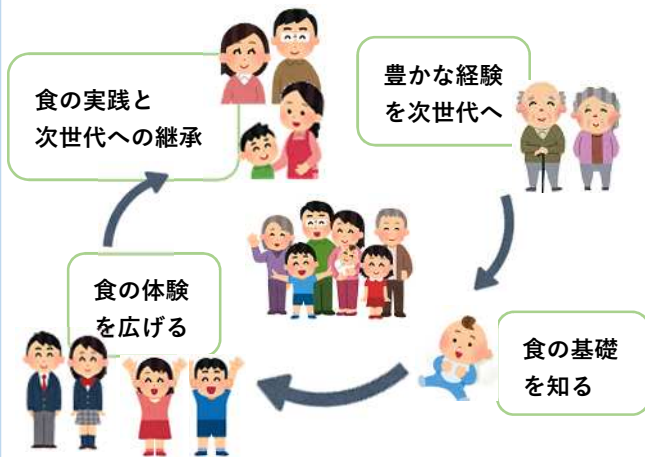 食の実践と
次世代への継承
豊かな経験
を次世代へ
食の体験
を広げる
食の基礎
を知る